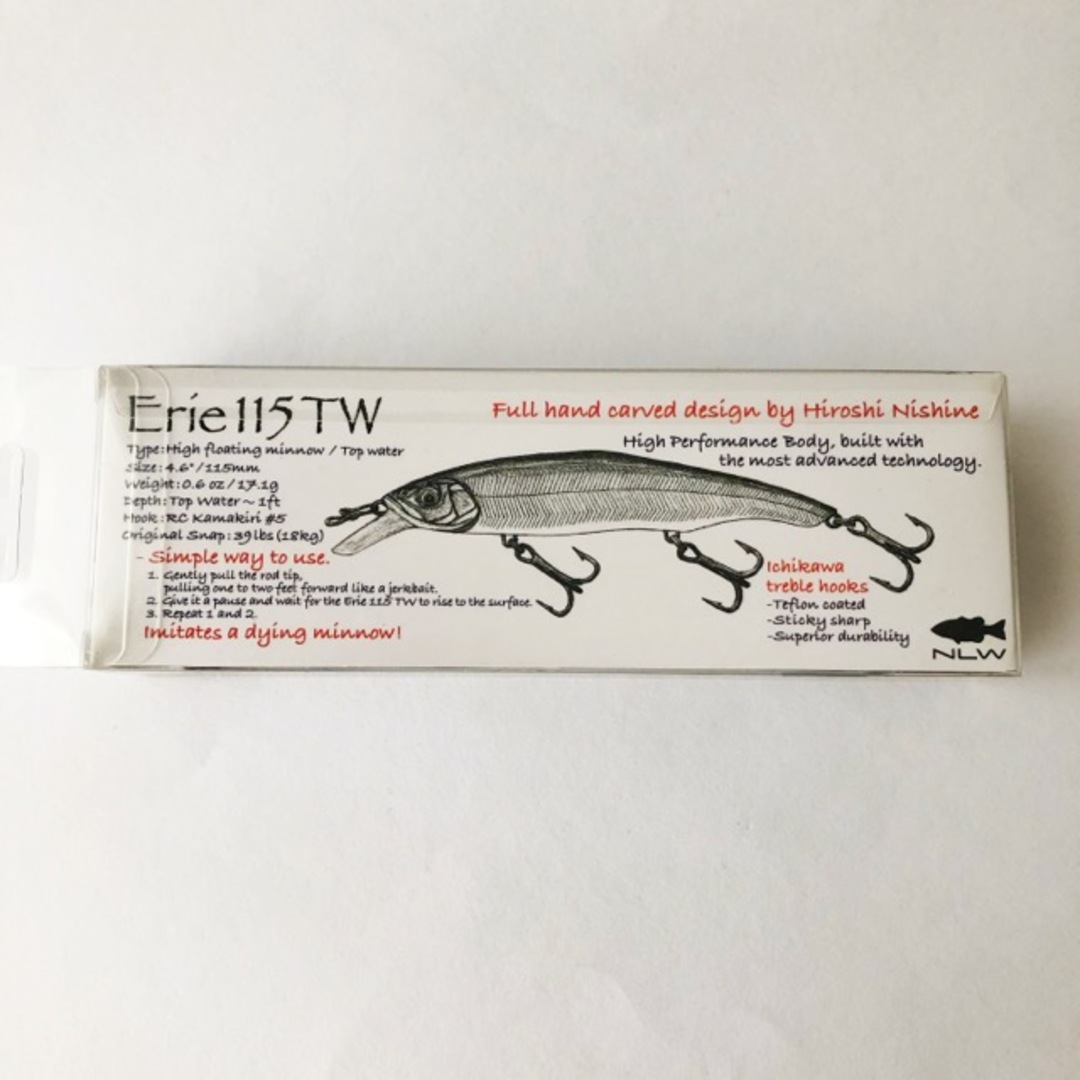 Erie 115 TW
Full hand carved design by Hiroshi Nishine
High Performance Body, built with
the most advanced technology.
Type:High floating minnow / Top water
Size:4.6"/115mm
Weight:0.6 oz/17.1g
Depth:Top Water~1ft
Hook:RC Kamakiri #5
Original Snap:39lbs(18kg)
- Simple way to use.
1. Gently pull the rod tip,
pulling one to two feet forward like a jerkbait.
2. Give it a pause and wait for the Erie 115 TW to rise to the surface.
3. Repeat 1 and 2.
Imitates a dying minnow!
Ichikawa
treble hooks
-Teflon coated
-Sticky sharp
-Superior durability
NLW